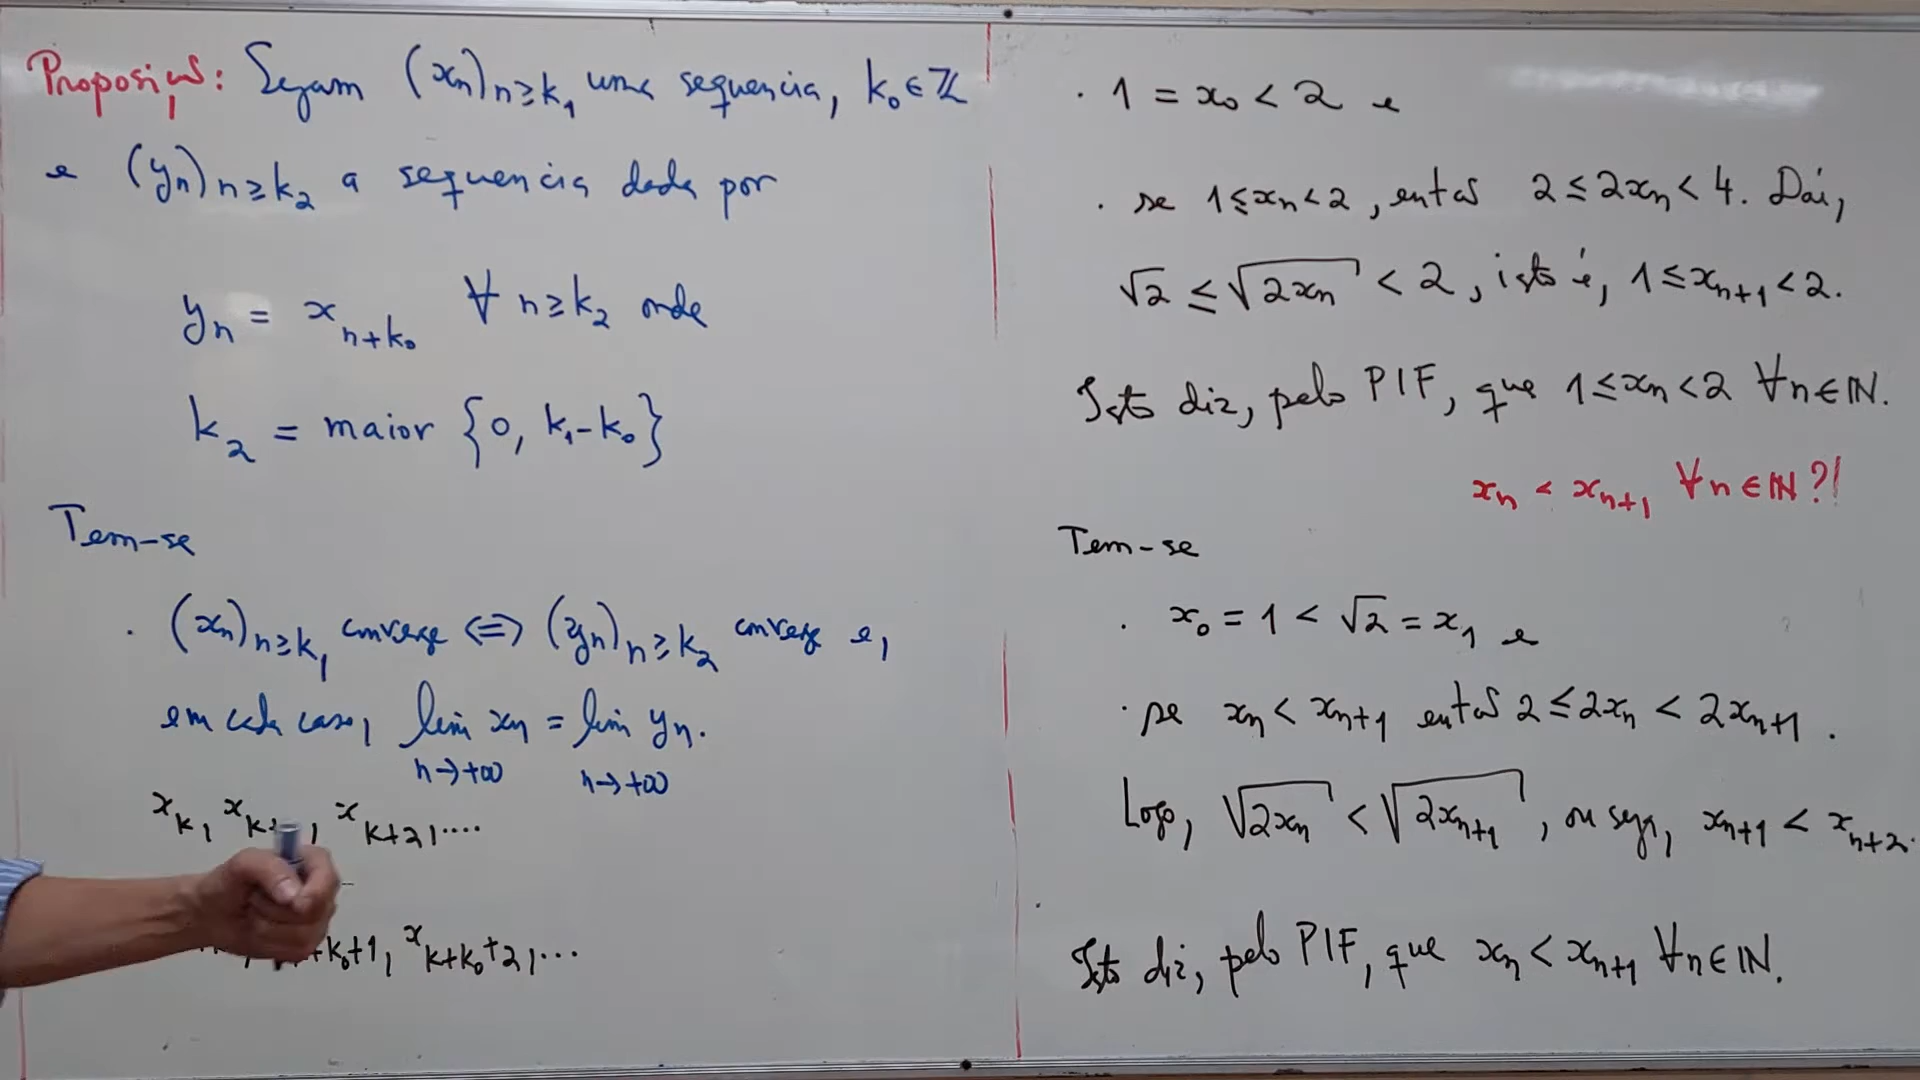 Proposição: Sejam (xₙ)ₙ≥ₖ₁ uma sequencia, k₀ ∈ ℤ
e (yₙ)ₙ≥ₖ₂ a sequencia dada por
yₙ = xₙ₊ₖ₀ ∀ n ≥ k₂ onde
k₂ = maior {0, k₁-k₀}
Tem-se
· (xₙ)ₙ≥ₖ₁ converge ⟺ (yₙ)ₙ≥ₖ₂ converge e,
em cada caso, lim xₙ = lim yₙ.
n→+∞ n→+∞
xₖ, xₖ₊ , xₖ₊₂, ....
+k₀+1, xₖ₊ₖ₀₊₂, ...
· 1 = x₀ < 2 e
· se 1 ≤ xₙ < 2, então 2 ≤ 2xₙ < 4. Daí,
√2 ≤ √(2xₙ) < 2, isto é, 1 ≤ xₙ₊₁ < 2.
Isto diz, pelo PIF, que 1 ≤ xₙ < 2 ∀n ∈ ℕ.
xₙ < xₙ₊₁ ∀n ∈ ℕ?!
Tem-se
· x₀ = 1 < √2 = x₁ e
· se xₙ < xₙ₊₁ então 2 ≤ 2xₙ < 2xₙ₊₁.
Logo, √(2xₙ) < √(2xₙ₊₁), ou seja, xₙ₊₁ < xₙ₊₂.
Isto diz, pelo PIF, que xₙ < xₙ₊₁ ∀n ∈ ℕ.